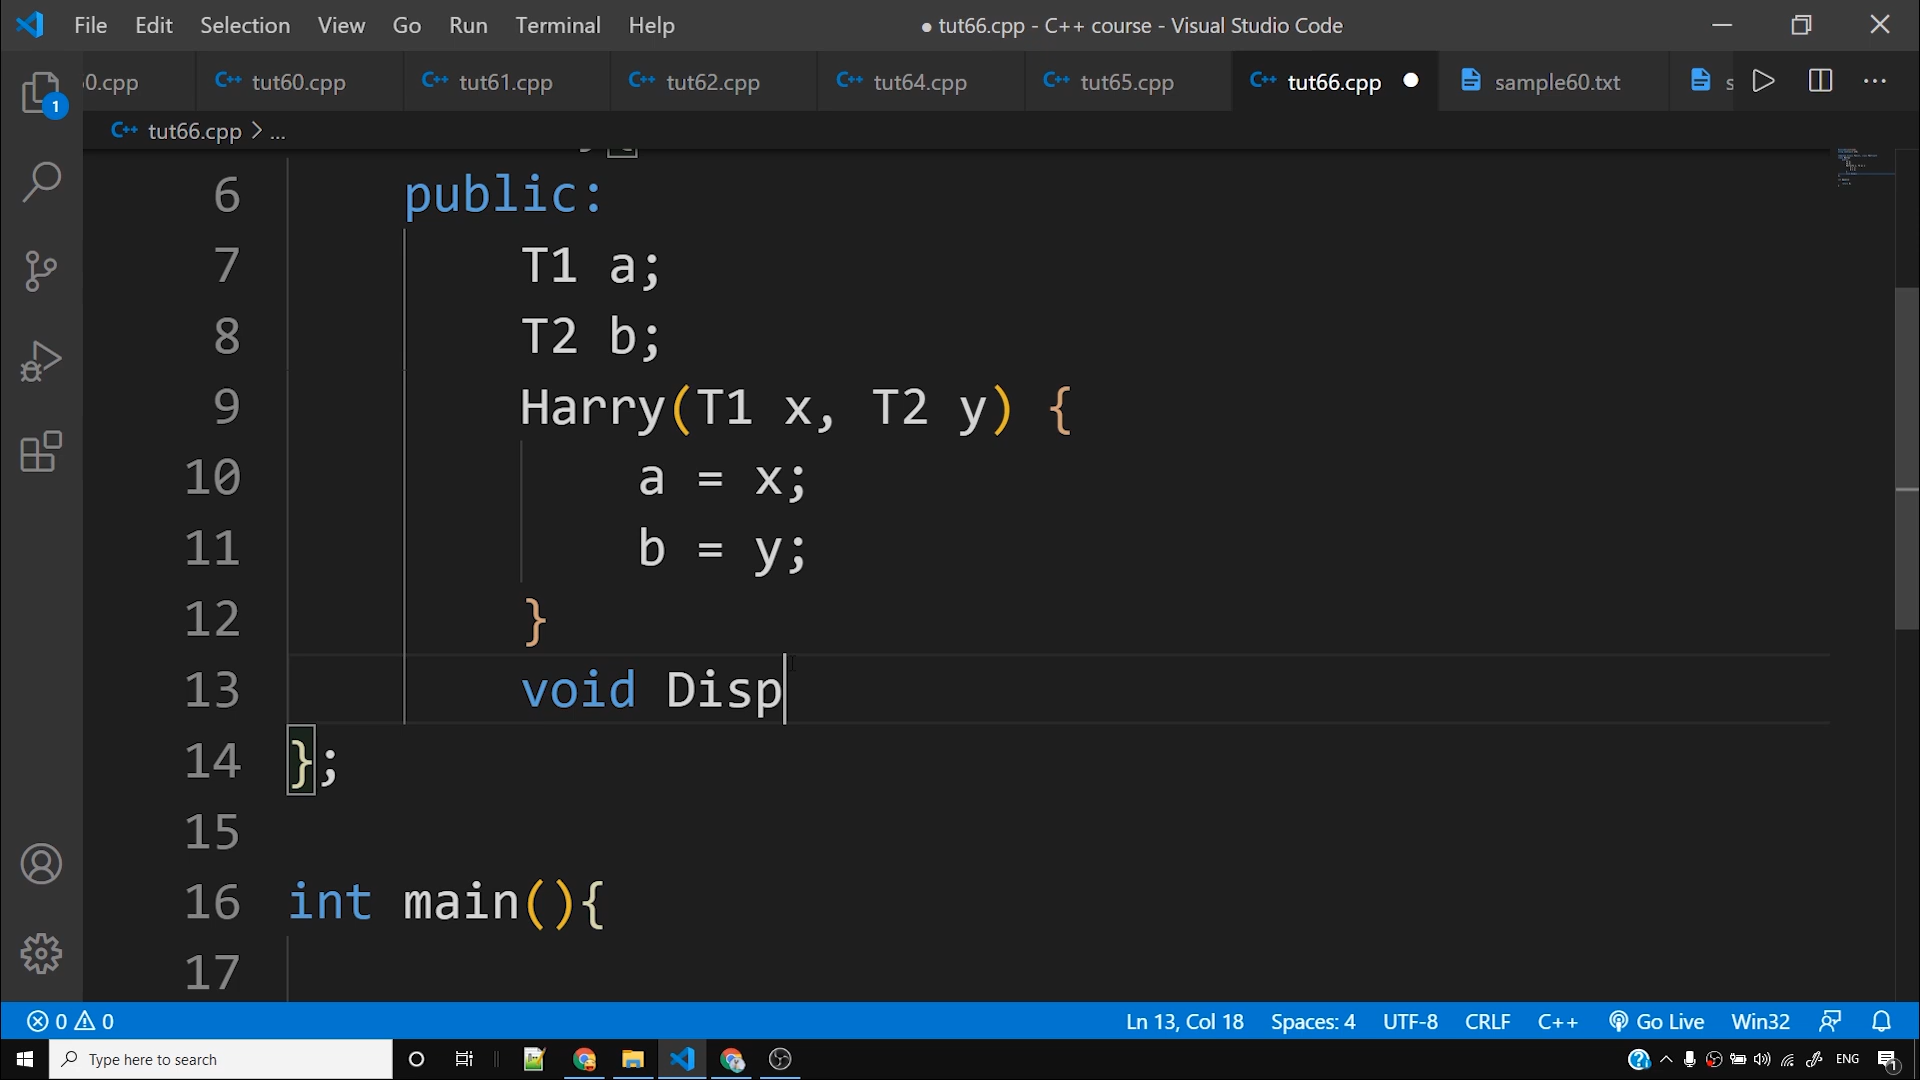 File Edit Selection View Go Run Terminal Help ● tut66.cpp - C++ course - Visual Studio Code
0.cpp C++ tut60.cpp C++ tut61.cpp C++ tut62.cpp C++ tut64.cpp C++ tut65.cpp C++ tut66.cpp sample60.txt
1
C++ tut66.cpp > ...
6 public:
7 T1 a;
8 T2 b;
9 Harry(T1 x, T2 y) {
10 a = x;
11 b = y;
12 }
13 void Disp
14 };
15
16 int main(){
17
0 0 Ln 13, Col 18 Spaces: 4 UTF-8 CRLF C++ Go Live Win32
Type here to search ENG 1